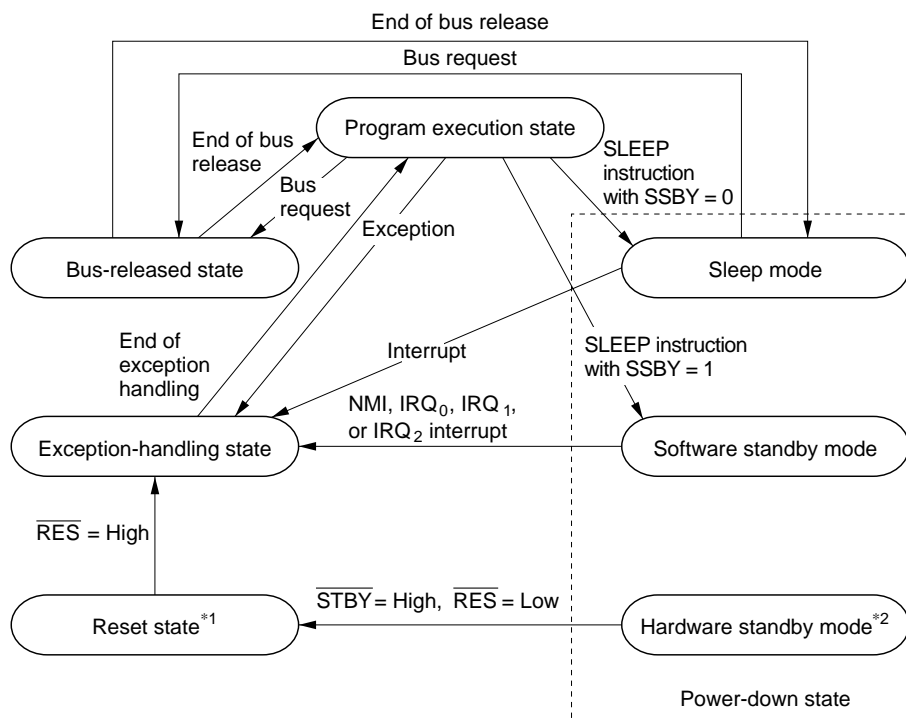 End of bus release
Bus request
Program execution state
End of bus
release
SLEEP
instruction
with SSBY = 0
Bus
request
Exception
Bus-released state
Sleep mode
End of
exception
handling
Interrupt
SLEEP instruction
with SSBY = 1
NMI, IRQ0, IRQ1,
or IRQ2 interrupt
Exception-handling state
Software standby mode
RES = High
STBY = High, RES = Low
Reset state*1
Hardware standby mode*2
Power-down state